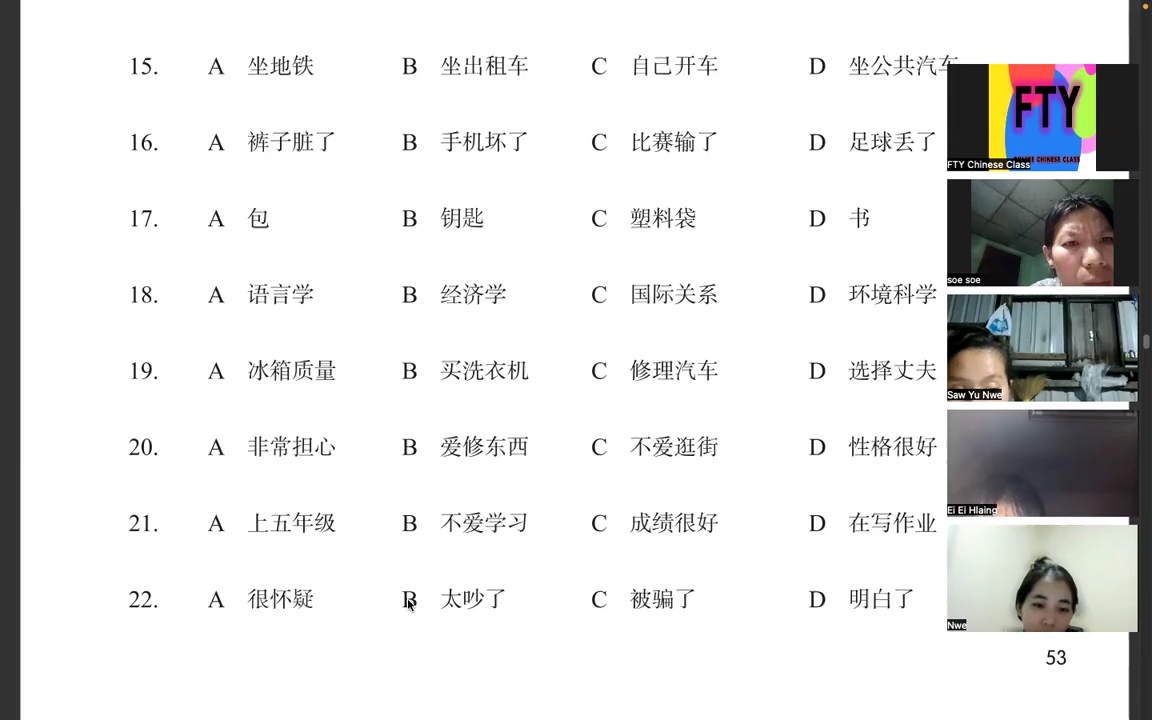 15. A 坐地铁 B 坐出租车 C 自己开车 D 坐公共汽车
16. A 裤子脏了 B 手机坏了 C 比赛输了 D 足球丢了
17. A 包 B 钥匙 C 塑料袋 D 书
18. A 语言学 B 经济学 C 国际关系 D 环境科学
19. A 冰箱质量 B 买洗衣机 C 修理汽车 D 选择丈夫
20. A 非常担心 B 爱修东西 C 不爱逛街 D 性格很好
21. A 上五年级 B 不爱学习 C 成绩很好 D 在写作业
22. A 很怀疑 B 太吵了 C 被骗了 D 明白了
53
FTY
CHINESE CLASS
FTY Chinese Class
soe soe
Saw Yu Nwe
Ei Ei Hlaing
Nwe